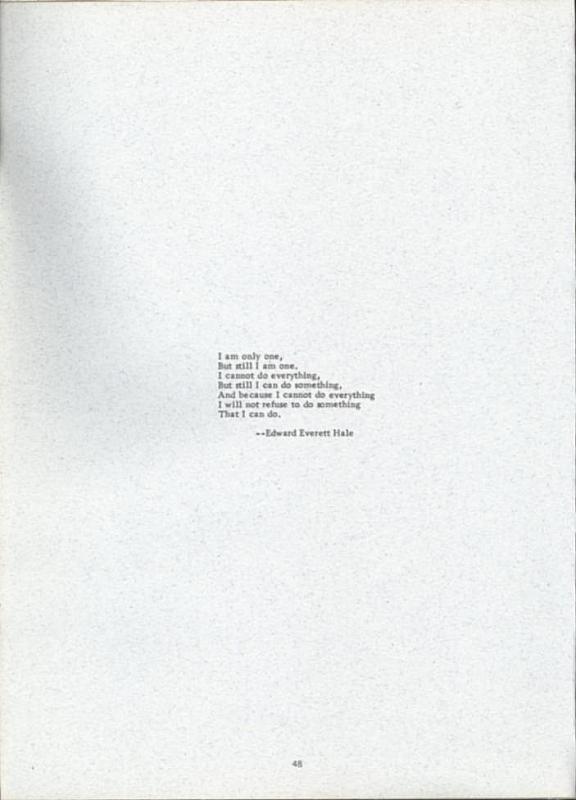 I am only one,
But still I am one.
I cannot do everything,
But still I can do something,
And because I cannot do everything
I will not refuse to do something
That I can do.
--Edward Everett Hale
48